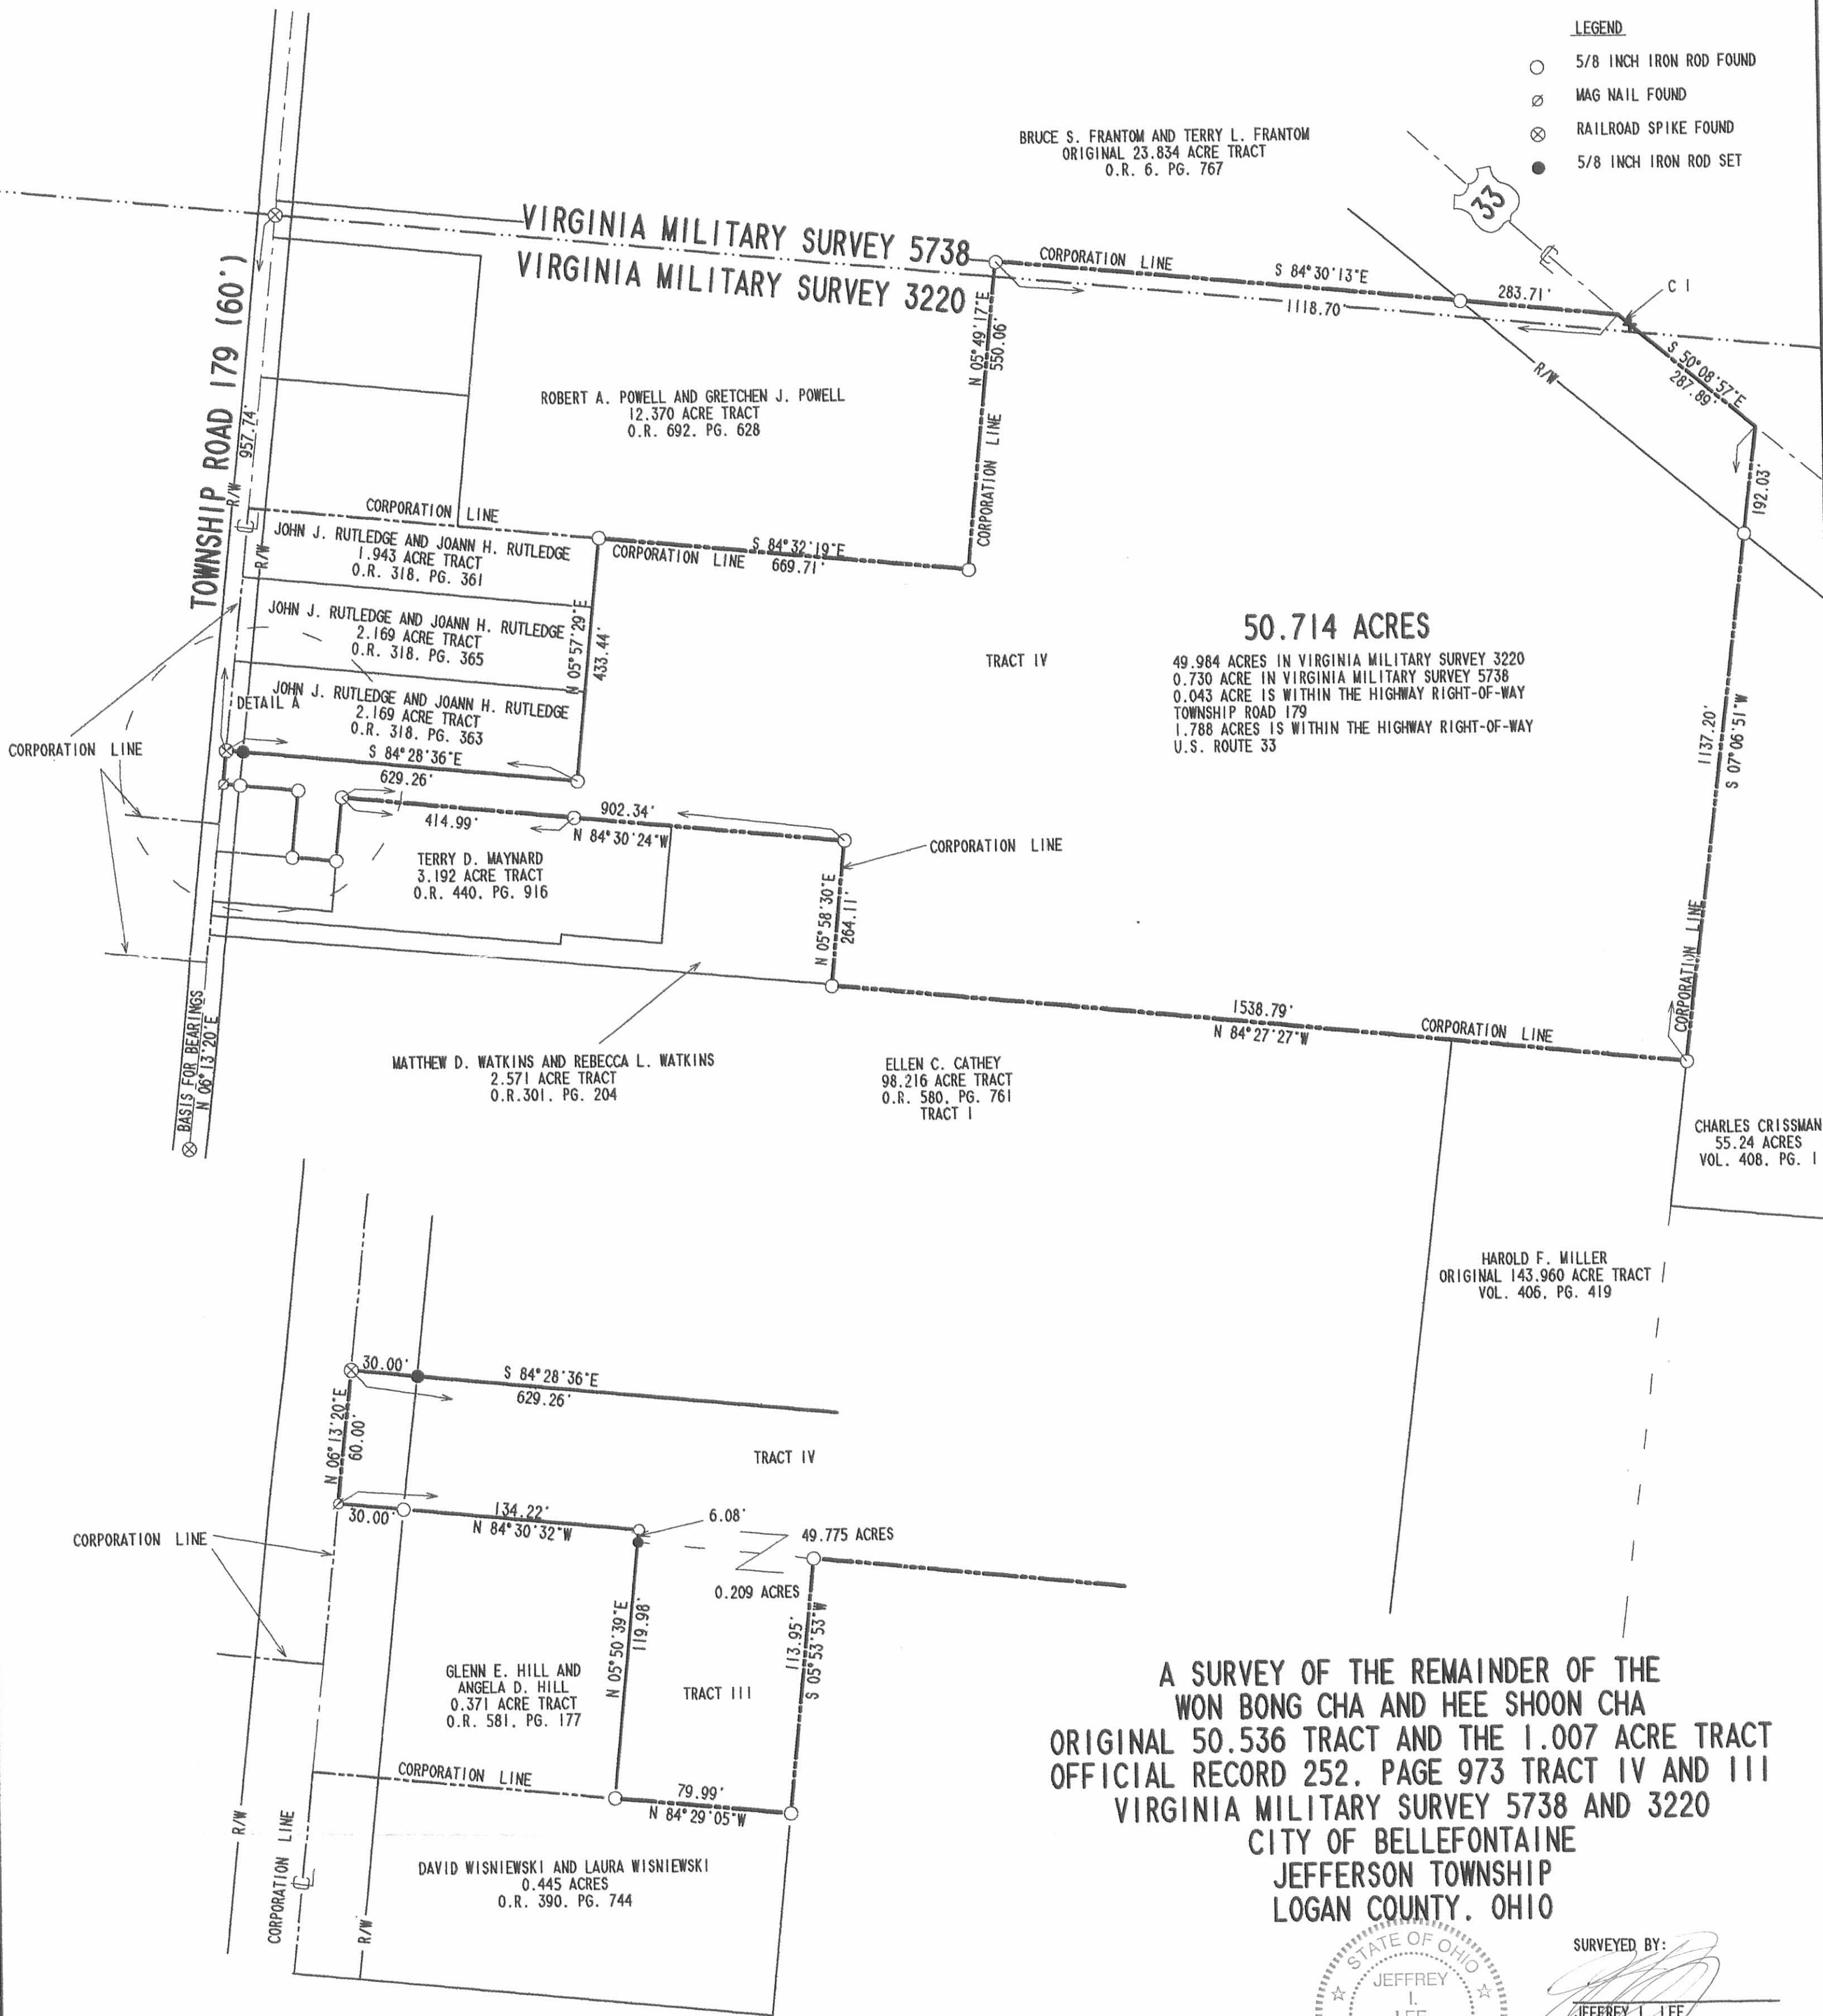 LEGEND
5/8 INCH IRON ROD FOUND
MAG NAIL FOUND
RAILROAD SPIKE FOUND
5/8 INCH IRON ROD SET
BRUCE S. FRANTOM AND TERRY L. FRANTOM
ORIGINAL 23.834 ACRE TRACT
O.R. 6. PG. 767
33
VIRGINIA MILITARY SURVEY 5738
VIRGINIA MILITARY SURVEY 3220
CORPORATION LINE
S 84°30'13"E
1118.70'
283.71'
C 1
S 50°08'57"E
287.89'
R/W
192.03'
N 05°49'17"E
550.06'
CORPORATION LINE
TOWNSHIP ROAD 179 (60')
957.74'
R/W
R/W
ROBERT A. POWELL AND GRETCHEN J. POWELL
12.370 ACRE TRACT
O.R. 692. PG. 628
CORPORATION LINE
JOHN J. RUTLEDGE AND JOANN H. RUTLEDGE
1.943 ACRE TRACT
O.R. 318. PG. 361
CORPORATION LINE
S 84°32'19"E
669.71'
JOHN J. RUTLEDGE AND JOANN H. RUTLEDGE
2.169 ACRE TRACT
O.R. 318. PG. 365
N 05°57'29"E
433.44'
JOHN J. RUTLEDGE AND JOANN H. RUTLEDGE
2.169 ACRE TRACT
O.R. 318. PG. 363
DETAIL A
CORPORATION LINE
S 84°28'36"E
629.26'
TRACT IV
50.714 ACRES
49.984 ACRES IN VIRGINIA MILITARY SURVEY 3220
0.730 ACRE IN VIRGINIA MILITARY SURVEY 5738
0.043 ACRE IS WITHIN THE HIGHWAY RIGHT-OF-WAY
TOWNSHIP ROAD 179
1.788 ACRES IS WITHIN THE HIGHWAY RIGHT-OF-WAY
U.S. ROUTE 33
1137.20'
S 07°06'51"W
CORPORATION LINE
414.99'
902.34'
N 84°30'24"W
TERRY D. MAYNARD
3.192 ACRE TRACT
O.R. 440. PG. 916
CORPORATION LINE
N 05°58'30"E
264.11'
BASIS FOR BEARINGS
N 06°13'20"E
1538.79'
N 84°27'27"W
CORPORATION LINE
MATTHEW D. WATKINS AND REBECCA L. WATKINS
2.571 ACRE TRACT
O.R.301. PG. 204
ELLEN C. CATHEY
98.216 ACRE TRACT
O.R. 580. PG. 761
TRACT I
CHARLES CRISSMAN
55.24 ACRES
VOL. 408. PG. 1
HAROLD F. MILLER
ORIGINAL 143.960 ACRE TRACT
VOL. 406. PG. 419
30.00'
S 84°28'36"E
629.26'
N 06°13'20"E
60.00'
TRACT IV
30.00'
134.22'
N 84°30'32"W
6.08'
49.775 ACRES
0.209 ACRES
CORPORATION LINE
N 05°50'39"E
119.98'
113.95'
S 05°53'53"W
GLENN E. HILL AND
ANGELA D. HILL
0.371 ACRE TRACT
O.R. 581. PG. 177
TRACT III
CORPORATION LINE
79.99'
N 84°29'05"W
R/W
CORPORATION LINE
R/W
DAVID WISNIEWSKI AND LAURA WISNIEWSKI
0.445 ACRES
O.R. 390. PG. 744
A SURVEY OF THE REMAINDER OF THE
WON BONG CHA AND HEE SHOON CHA
ORIGINAL 50.536 TRACT AND THE 1.007 ACRE TRACT
OFFICIAL RECORD 252. PAGE 973 TRACT IV AND III
VIRGINIA MILITARY SURVEY 5738 AND 3220
CITY OF BELLEFONTAINE
JEFFERSON TOWNSHIP
LOGAN COUNTY. OHIO
STATE OF OHIO
JEFFREY
I.
LEE
SURVEYED BY:
JEFFREY I. LEE